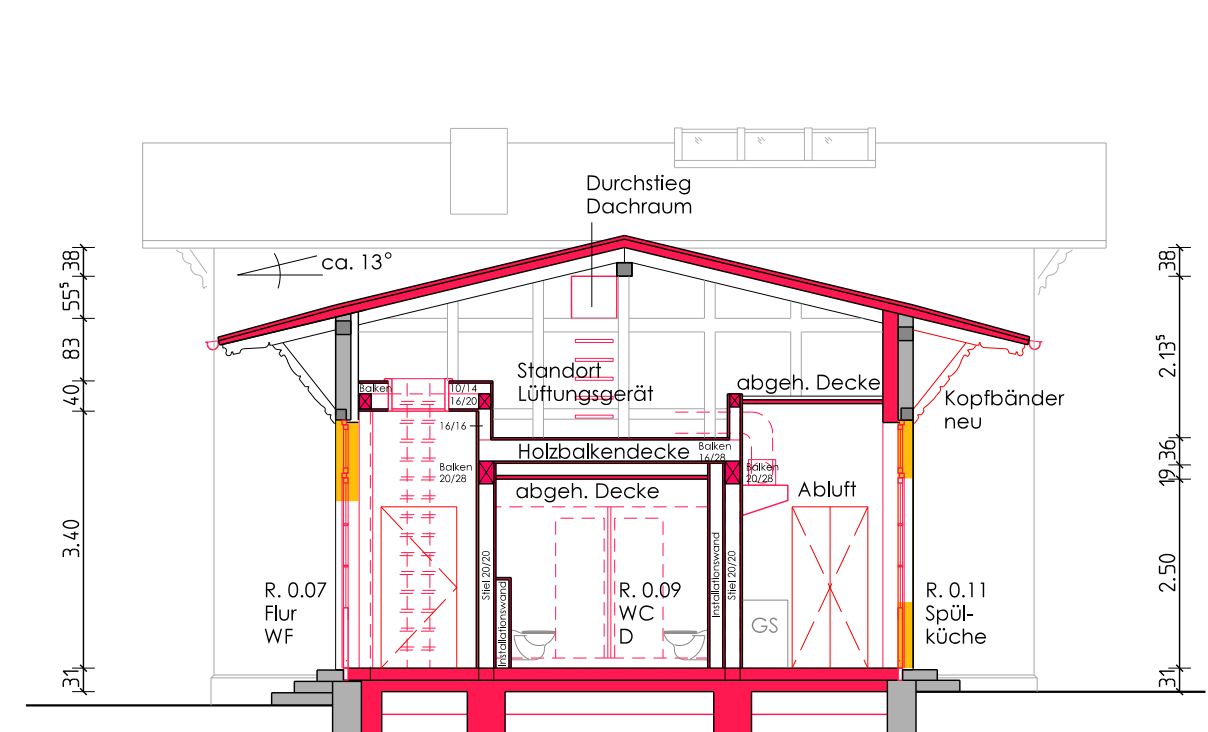 Durchstieg
Dachraum
ca. 13°
38
55⁵
83
40
3.40
31
38
2.13⁵
36
19
2.50
31
Standort
Lüftungsgerät
abgeh. Decke
Kopfbänder
neu
Balken
10/14
16/20
16/16
Holzbalkendecke
Balken
16/28
Balken
20/28
Balken
20/28
abgeh. Decke
Abluft
Stiel 20/20
Installationswand
Installationswand
Stiel 20/20
R. 0.07
Flur
WF
R. 0.09
WC
D
GS
R. 0.11
Spül-
küche